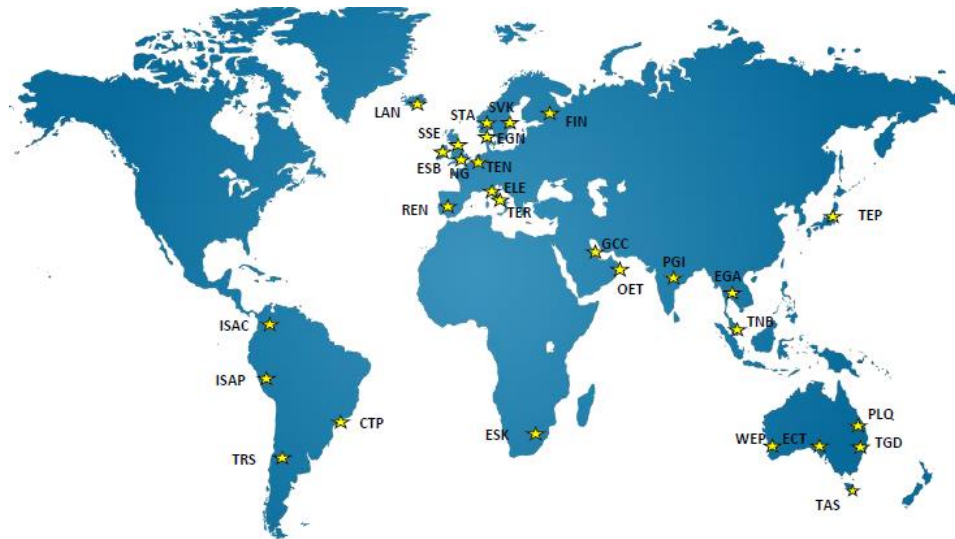 LAN
STA
SVK
FIN
SSE
EGN
ESB
NG
TEN
ELE
REN
TER
TEP
GCC
PGI
OET
EGA
ISAC
TNB
ISAP
CTP
PLQ
ESK
WEP
ECT
TGD
TRS
TAS